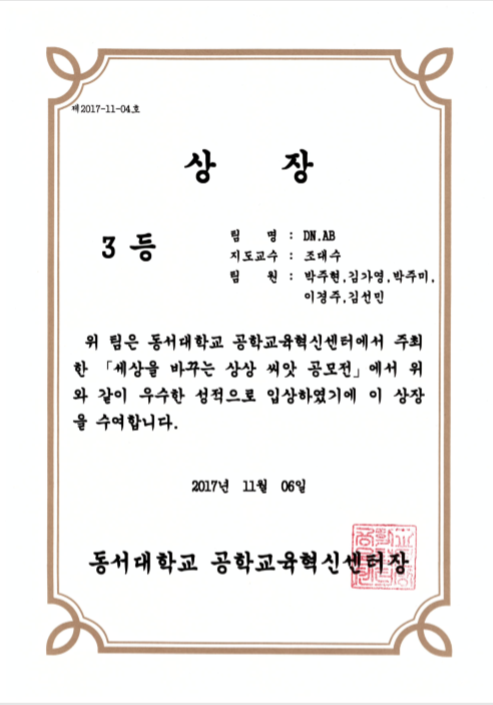 제2017-11-04호
상 장
3 등
팀 명 : DN.AB
지도교수 : 조대수
팀 원 : 박주현,김가영,박주미,
이경주,김선민
위 팀은 동서대학교 공학교육혁신센터에서 주최
한 「세상을 바꾸는 상상 씨앗 공모전」에서 위
와 같이 우수한 성적으로 입상하였기에 이 상장
을 수여합니다.
2017년 11월 06일
동서대학교 공학교육혁신센터장